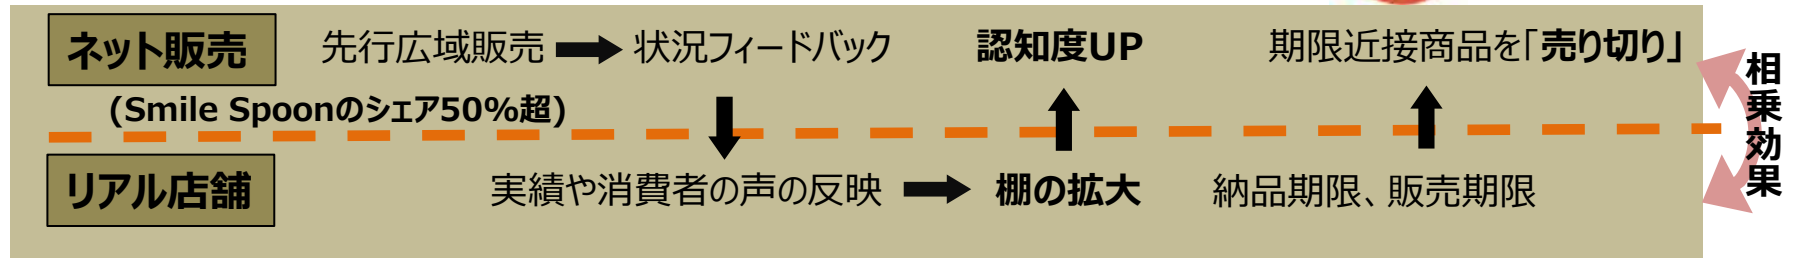 ネット販売
先行広域販売
状況フィードバック
認知度UP
期限近接商品を「売り切り」
(Smile Spoonのシェア50%超)
リアル店舗
実績や消費者の声の反映
棚の拡大
納品期限、販売期限
相乗効果